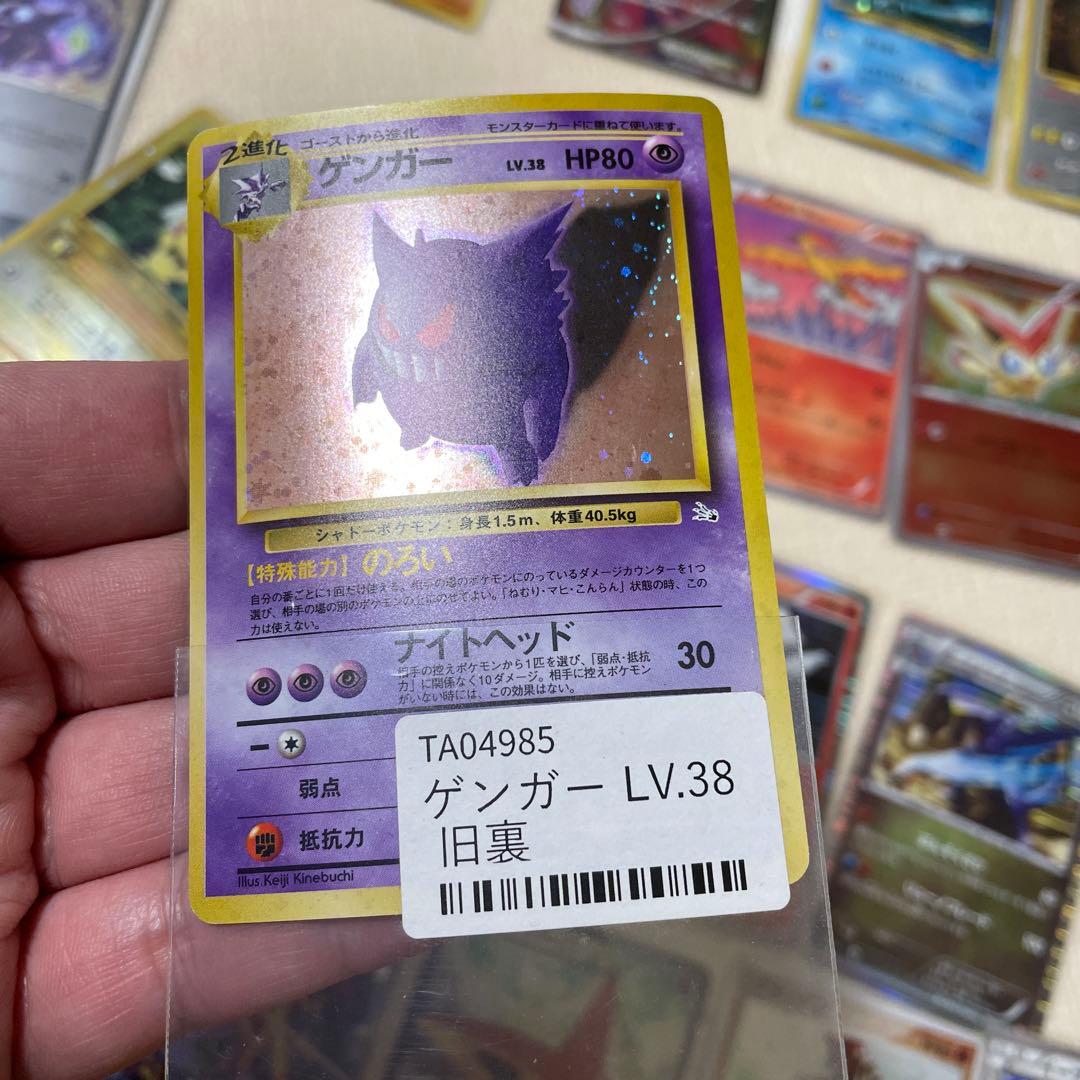 2進化
ゴーストから進化
モンスターカードに重ねて使います。
ゲンガー
LV.38 HP80
シャドーポケモン：身長1.5m、体重40.5kg
【特殊能力】のろい
自分の番ごとに1回だけ使える。相手の場のポケモンにのっているダメージカウンターを1つ
選び、相手の場の別のポケモンの上にのせてよい。「ねむり・マヒ・こんらん」状態の時、この
力は使えない。
ナイトヘッド
30
相手の控えポケモンから1匹を選び、「弱点・抵抗
力」に関係なく10ダメージ。相手に控えポケモン
がいない時には、この効果はない。
弱点
抵抗力
Illus.Keiji Kinebuchi
TA04985
ゲンガー LV.38
旧裏